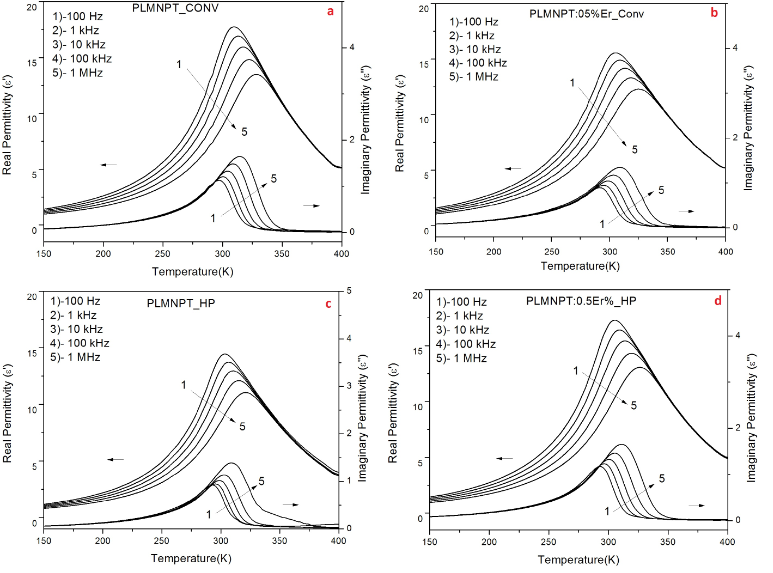 PLMNPT_CONV
a
1)-100 Hz
2)- 1 kHz
3)- 10 kHz
4)- 100 kHz
5)- 1 MHz
20
15
10
5
0
Real Permittivity (ε')
4
2
0
Imaginary Permittivity (ε")
1
5
5
1
150 200 250 300 350 400
Temperature(K)
PLMNPT:05%Er_Conv
b
1)-100 Hz
2)- 1 kHz
3)- 10 kHz
4)- 100 kHz
5)- 1 MHz
20
15
10
5
0
Real Permittivity (ε')
4
2
0
Imaginary Permittivity (ε")
1
5
5
1
150 200 250 300 350 400
Temperature(K)
PLMNPT_HP
c
1)-100 Hz
2)- 1 kHz
3)- 10 kHz
4)- 100 kHz
5)- 1 MHz
20
15
10
5
0
Real Permittivity (ε')
5
4
3
2
1
0
Imaginary Permittivity (ε")
1
5
5
1
150 200 250 300 350 400
Temperature(K)
PLMNPT:0.5Er%_HP
d
1)-100 Hz
2)- 1 kHz
3)- 10 kHz
4)- 100 kHz
5)- 1 MHz
20
15
10
5
0
Real Permittivity (ε')
4
2
0
Imaginary Permittivity (ε")
1
5
5
1
150 200 250 300 350 400
Temperature(K)